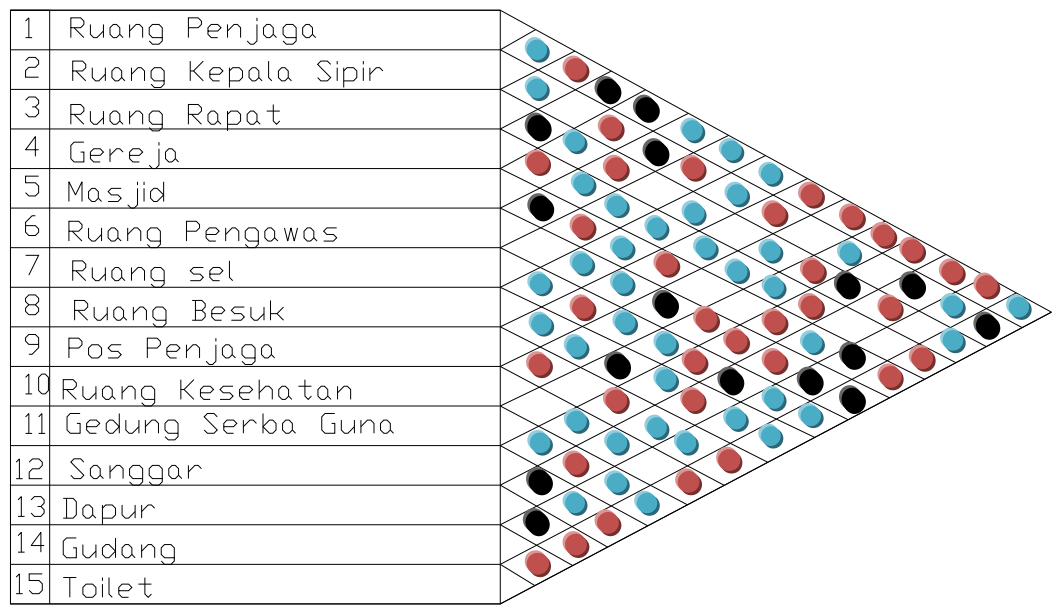 1 Ruang Penjaga
2 Ruang Kepala Sipir
3 Ruang Rapat
4 Gereja
5 Masjid
6 Ruang Pengawas
7 Ruang sel
8 Ruang Besuk
9 Pos Penjaga
10 Ruang Kesehatan
11 Gedung Serba Guna
12 Sanggar
13 Dapur
14 Gudang
15 Toilet